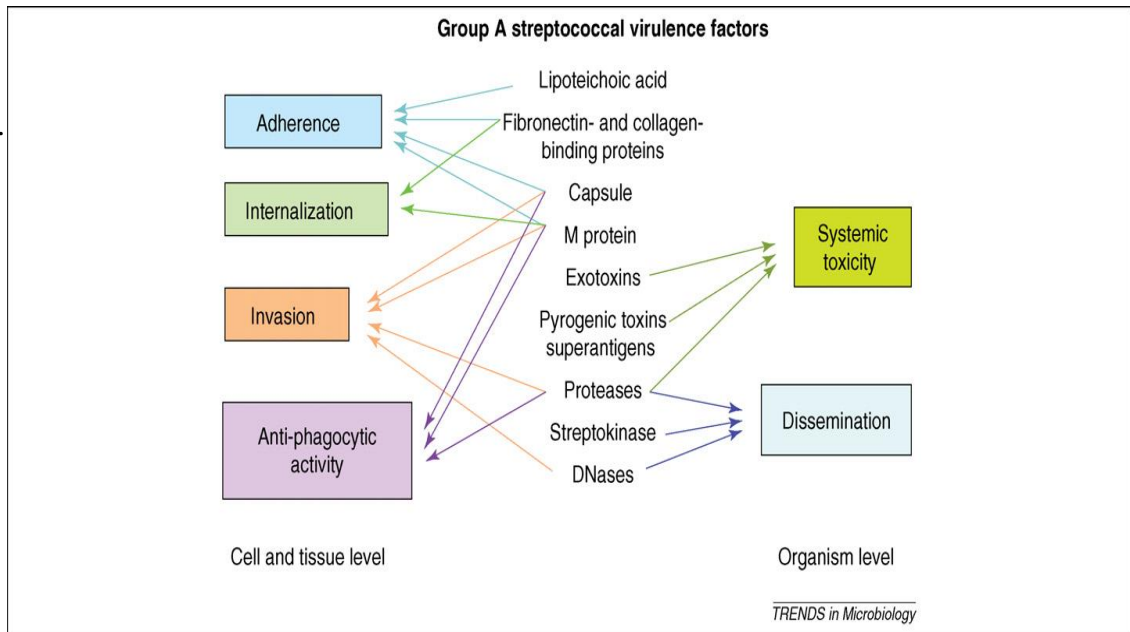 Group A streptococcal virulence factors
Lipoteichoic acid
Adherence
Fibronectin- and collagen-
binding proteins
Capsule
Internalization
M protein
Systemic
toxicity
Exotoxins
Invasion
Pyrogenic toxins
superantigens
Proteases
Dissemination
Anti-phagocytic
activity
Streptokinase
DNases
Cell and tissue level
Organism level
TRENDS in Microbiology